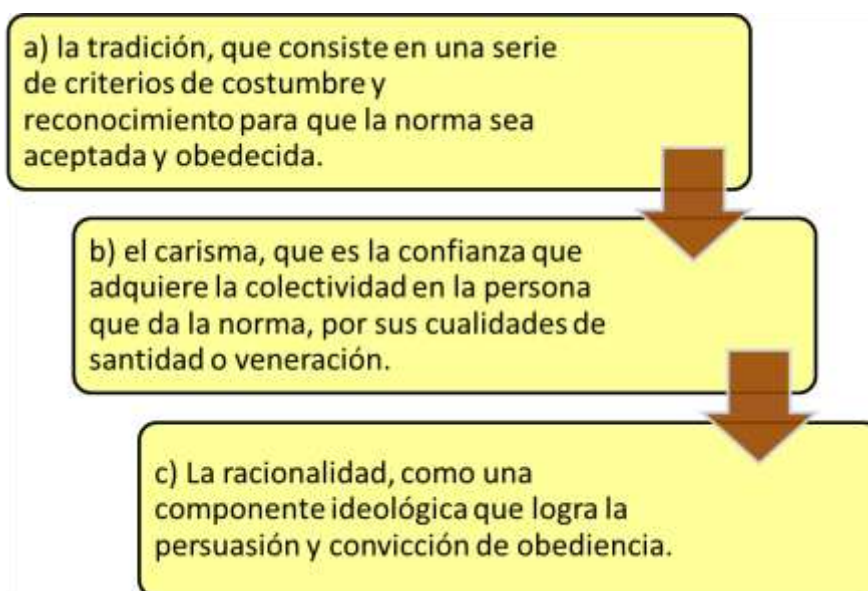 a) la tradición, que consiste en una serie
de criterios de costumbre y
reconocimiento para que la norma sea
aceptada y obedecida.
b) el carisma, que es la confianza que
adquiere la colectividad en la persona
que da la norma, por sus cualidades de
santidad o veneración.
c) La racionalidad, como una
componente ideológica que logra la
persuasión y convicción de obediencia.